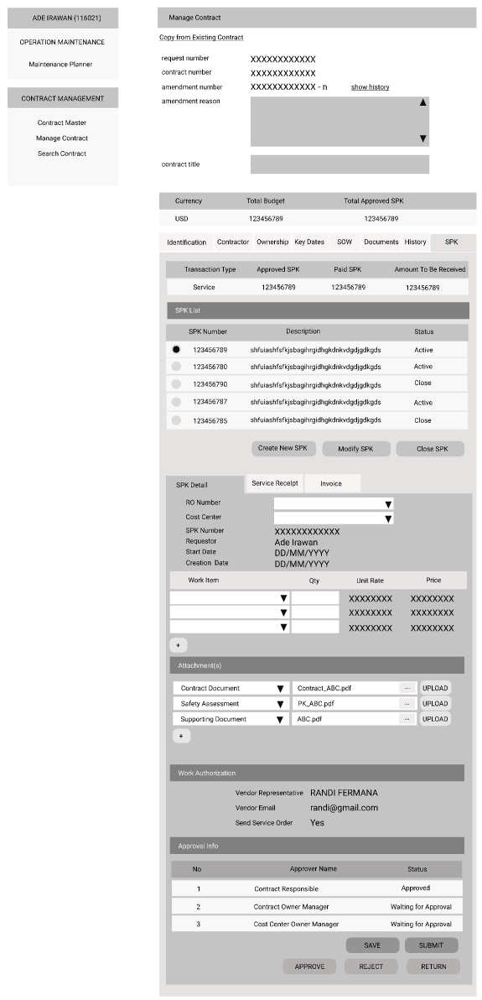 ADE IRAWAN (116021)
OPERATION MAINTENANCE
Maintenance Planner
CONTRACT MANAGEMENT
Contract Master
Manage Contract
Search Contract
Manage Contract
Copy from Existing Contract
request number XXXXXXXXXXXX
contract number XXXXXXXXXXXX
amendment number XXXXXXXXXXXX - n show history
amendment reason
contract title
Currency Total Budget Total Approved SPK
USD 123456789 123456789
Identification Contractor Ownership Key Dates SOW Documents History SPK
Transaction Type Approved SPK Paid SPK Amount To Be Received
Service 123456789 123456789 123456789
SPK List
SPK Number Description Status
123456789 shfuiashfsfkjsbagihrgidhgkdnkvdgdjgdkgds Active
123456780 shfuiashfsfkjsbagihrgidhgkdnkvdgdjgdkgds Active
123456790 shfuiashfsfkjsbagihrgidhgkdnkvdgdjgdkgds Close
123456787 shfuiashfsfkjsbagihrgidhgkdnkvdgdjgdkgds Active
123456785 shfuiashfsfkjsbagihrgidhgkdnkvdgdjgdkgds Close
Create New SPK Modify SPK Close SPK
SPK Detail Service Receipt Invoice
RO Number
Cost Center
SPK Number XXXXXXXXXXXX
Requestor Ade Irawan
Start Date DD/MM/YYYY
Creation Date DD/MM/YYYY
Work Item Qty Unit Rate Price
XXXXXXXX XXXXXXXX
XXXXXXXX XXXXXXXX
XXXXXXXX XXXXXXXX
+
Attachment(s)
Contract Document Contract_ABC.pdf ... UPLOAD
Safety Assessment PK_ABC.pdf ... UPLOAD
Supporting Document ABC.pdf ... UPLOAD
+
Work Authorization
Vendor Representative RANDI FERMANA
Vendor Email randi@gmail.com
Send Service Order Yes
Approval Info
No Approver Name Status
1 Contract Responsible Approved
2 Contract Owner Manager Waiting for Approval
3 Cost Center Owner Manager Waiting for Approval
SAVE SUBMIT
APPROVE REJECT RETURN